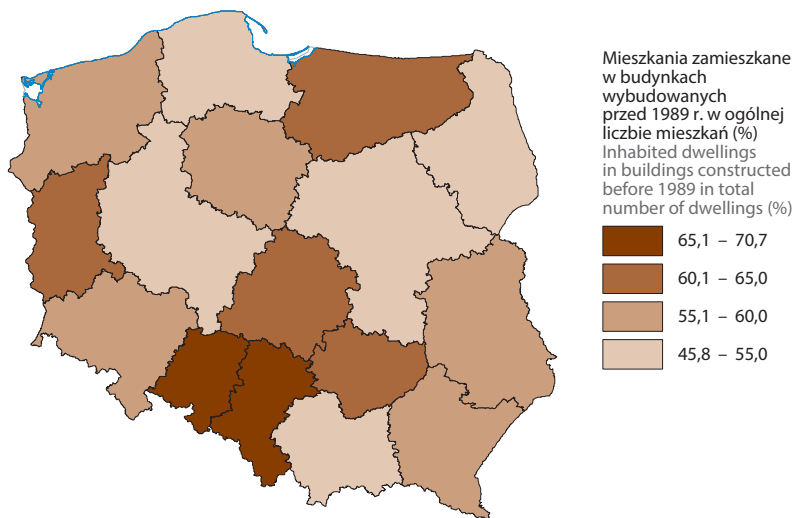 Mieszkania zamieszkane
w budynkach
wybudowanych
przed 1989 r. w ogólnej
liczbie mieszkań (%)
Inhabited dwellings
in buildings constructed
before 1989 in total
number of dwellings (%)
65,1 – 70,7
60,1 – 65,0
55,1 – 60,0
45,8 – 55,0